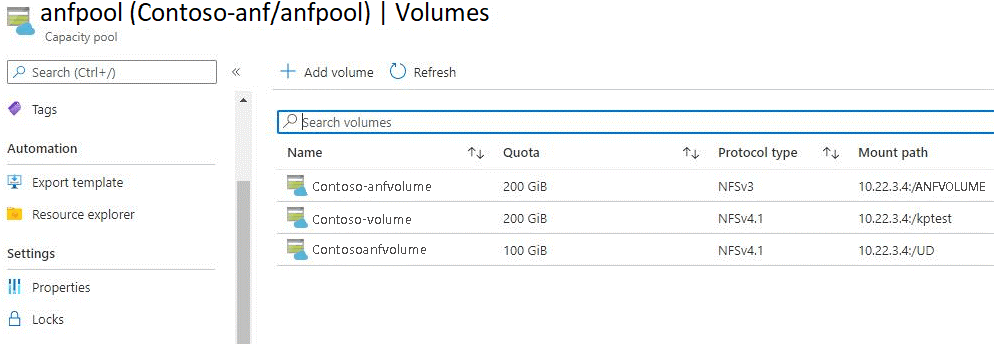 anfpool (Contoso-anf/anfpool) | Volumes
Capacity pool
Search (Ctrl+/) «
Add volume Refresh
Tags
Search volumes
Automation
Name Quota Protocol type Mount path
Export template
Contoso-anfvolume 200 GiB NFSv3 10.22.3.4:/ANFVOLUME
Resource explorer
Contoso-volume 200 GiB NFSv4.1 10.22.3.4:/kptest
Settings
Contosoanfvolume 100 GiB NFSv4.1 10.22.3.4:/UD
Properties
Locks